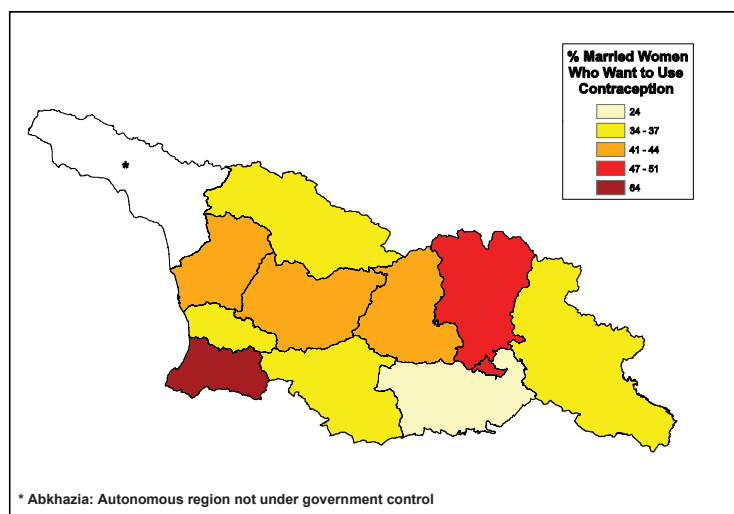 % Married Women
Who Want to Use
Contraception
24
34 - 37
41 - 44
47 - 51
64
*
* Abkhazia: Autonomous region not under government control